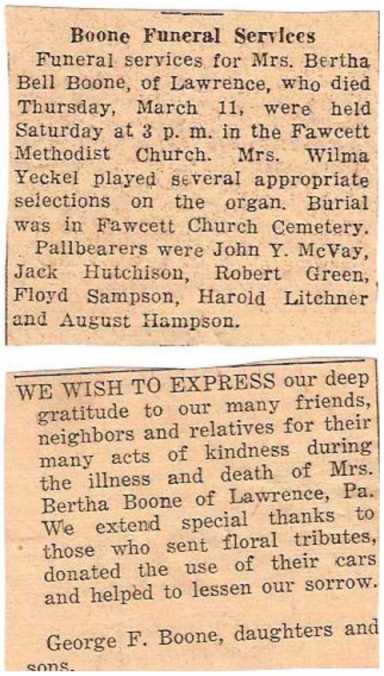 Boone Funeral Services
Funeral services for Mrs. Bertha
Bell Boone, of Lawrence, who died
Thursday, March 11, were held
Saturday at 3 p. m. in the Fawcett
Methodist Church. Mrs. Wilma
Yeckel played several appropriate
selections on the organ. Burial
was in Fawcett Church Cemetery.
Pallbearers were John Y. McVay,
Jack Hutchison, Robert Green,
Floyd Sampson, Harold Litchner
and August Hampson.
WE WISH TO EXPRESS our deep
gratitude to our many friends,
neighbors and relatives for their
many acts of kindness during
the illness and death of Mrs.
Bertha Boone of Lawrence, Pa.
We extend special thanks to
those who sent floral tributes,
donated the use of their cars
and helped to lessen our sorrow.
George F. Boone, daughters and
sons.